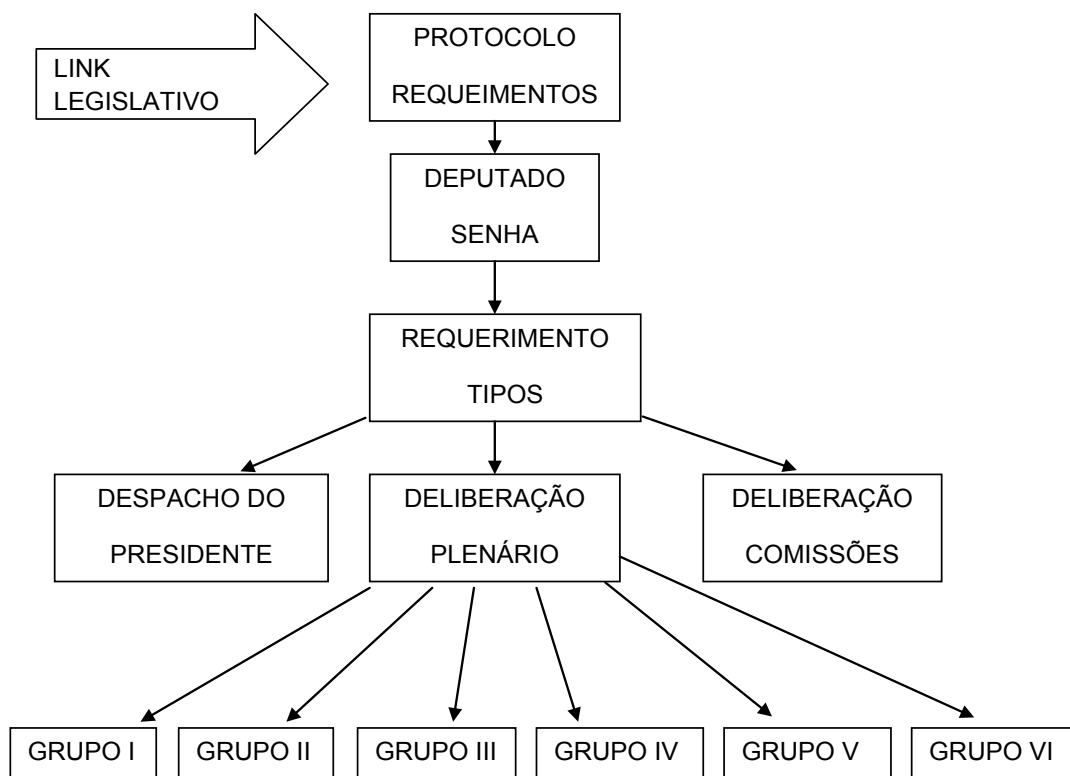 LINK
LEGISLATIVO
PROTOCOLO
REQUEIMENTOS
DEPUTADO
SENHA
REQUERIMENTO
TIPOS
DESPACHO DO
PRESIDENTE
DELIBERAÇÃO
PLENÁRIO
DELIBERAÇÃO
COMISSÕES
GRUPO I
GRUPO II
GRUPO III
GRUPO IV
GRUPO V
GRUPO VI